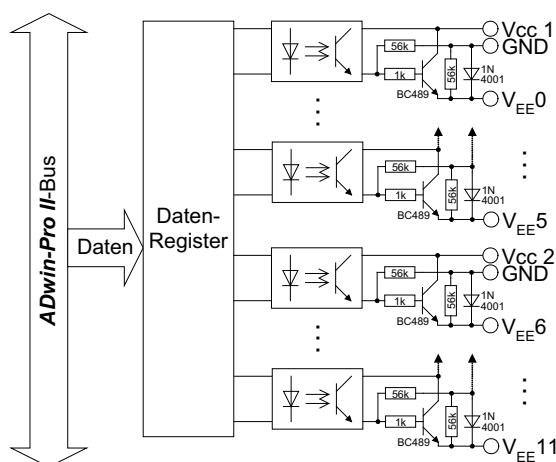 ADwin-Pro II-Bus
Daten
Daten-
Register
Vcc 1
GND
56k
1k
56k
1N
4001
BC489
VEE0
56k
1k
56k
1N
4001
BC489
VEE5
Vcc 2
GND
56k
1k
56k
1N
4001
BC489
VEE6
56k
1k
56k
1N
4001
BC489
VEE11